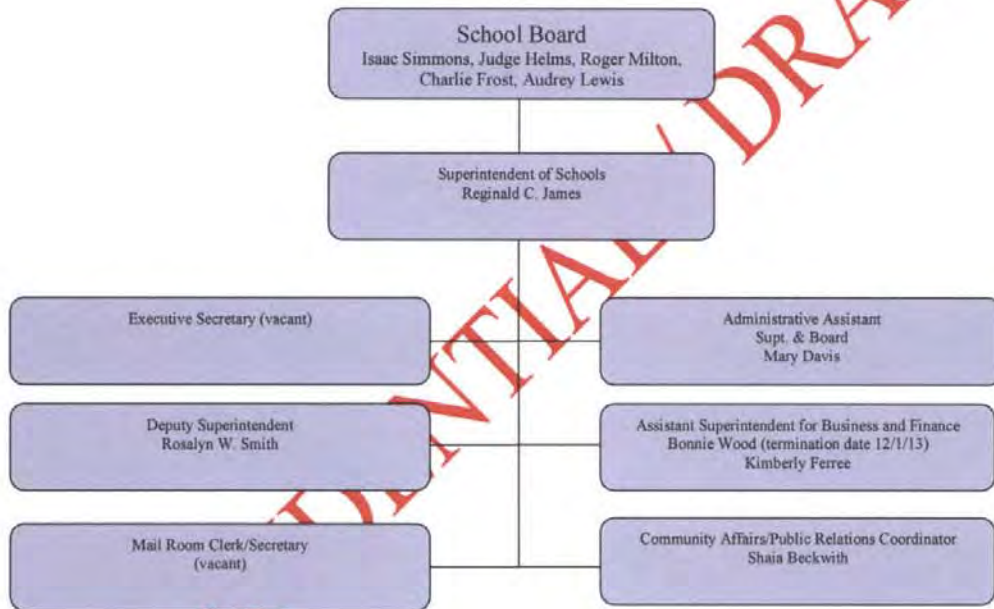 School Board
Isaac Simmons, Judge Helms, Roger Milton,
Charlie Frost, Audrey Lewis
Superintendent of Schools
Reginald C. James
Executive Secretary (vacant)
Administrative Assistant
Supt. & Board
Mary Davis
Deputy Superintendent
Rosalyn W. Smith
Assistant Superintendent for Business and Finance
Bonnie Wood (termination date 12/1/13)
Kimberly Ferree
Mail Room Clerk/Secretary
(vacant)
Community Affairs/Public Relations Coordinator
Shaia Beckwith